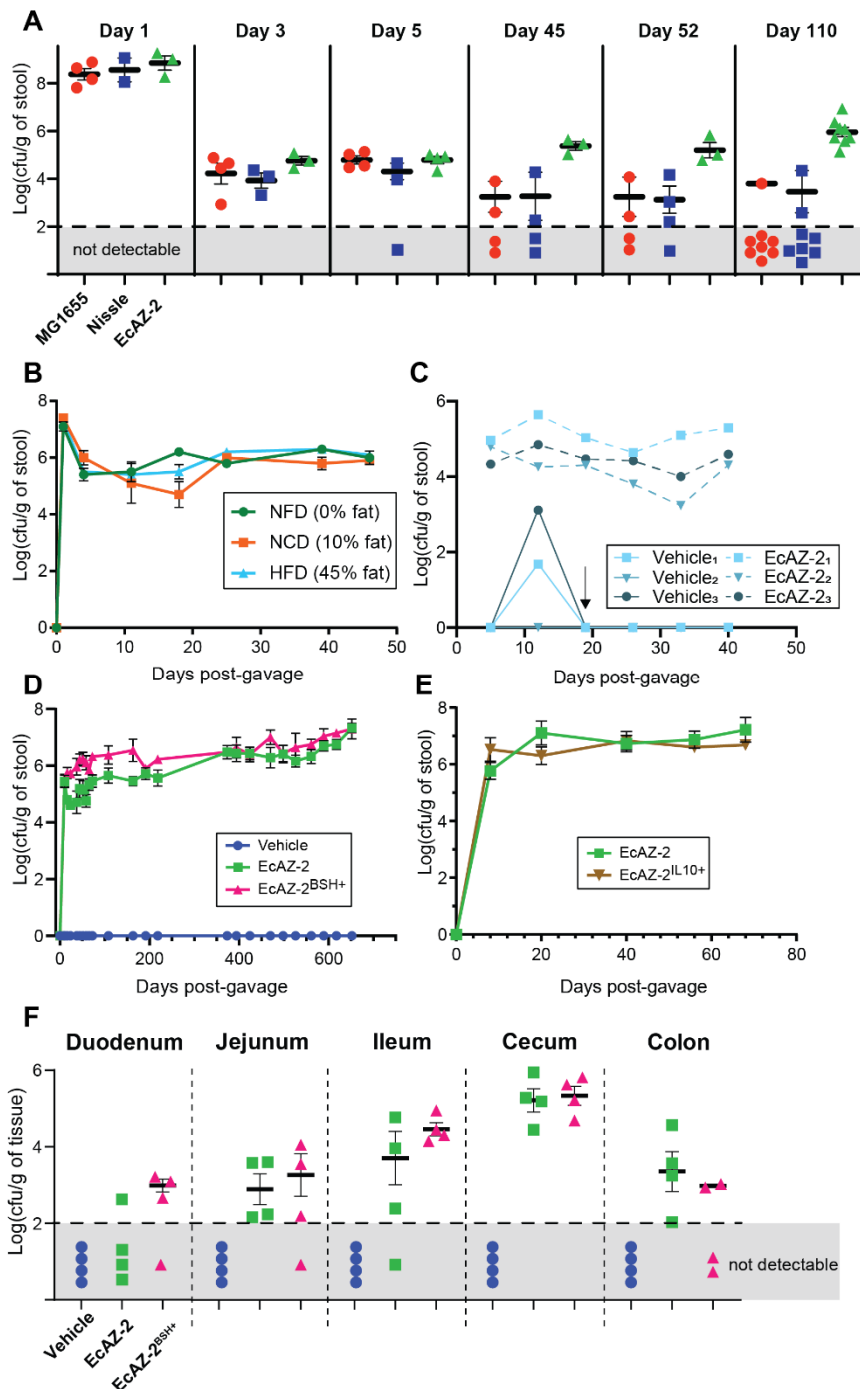 A
Day 1 Day 3 Day 5 Day 45 Day 52 Day 110
Log(cfu/g of stool)
8
6
4
2
not detectable
MG1655
Nissle
EcAZ-2
B
Log(cfu/g of stool)
8
6
4
2
0
NFD (0% fat)
NCD (10% fat)
HFD (45% fat)
0 10 20 30 40 50
Days post-gavage
C
Log(cfu/g of stool)
6
4
2
0
Vehicle₁ EcAZ-2₁
Vehicle₂ EcAZ-2₂
Vehicle₃ EcAZ-2₃
0 10 20 30 40 50
Days post-gavage
D
Log(cfu/g of stool)
8
6
4
2
0
Vehicle
EcAZ-2
EcAZ-2ᴮˢᴴ⁺
0 200 400 600
Days post-gavage
E
Log(cfu/g of stool)
8
6
4
2
0
EcAZ-2
EcAZ-2ᴵᴸ¹⁰⁺
0 20 40 60 80
Days post-gavage
F
Duodenum Jejunum Ileum Cecum Colon
Log(cfu/g of tissue)
6
4
2
not detectable
Vehicle
EcAZ-2
EcAZ-2ᴮˢᴴ⁺